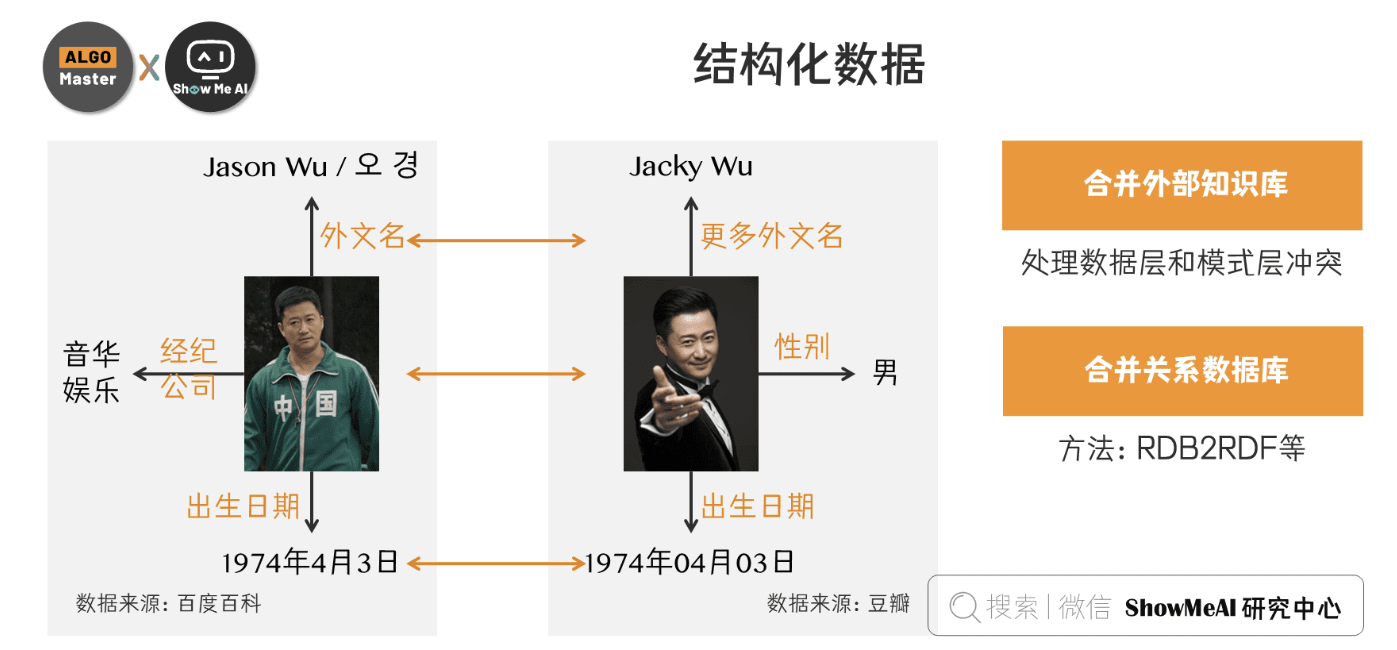 ALGO
Master
X
AI
Show Me AI
结构化数据
Jason Wu / 오 경
外文名
音华
娱乐
经纪
公司
中 国
出生日期
1974年4月3日
数据来源: 百度百科
Jacky Wu
更多外文名
性别
男
出生日期
1974年04月03日
数据来源: 豆瓣
合并外部知识库
处理数据层和模式层冲突
合并关系数据库
方法: RDB2RDF等
搜索 | 微信 ShowMeAI 研究中心